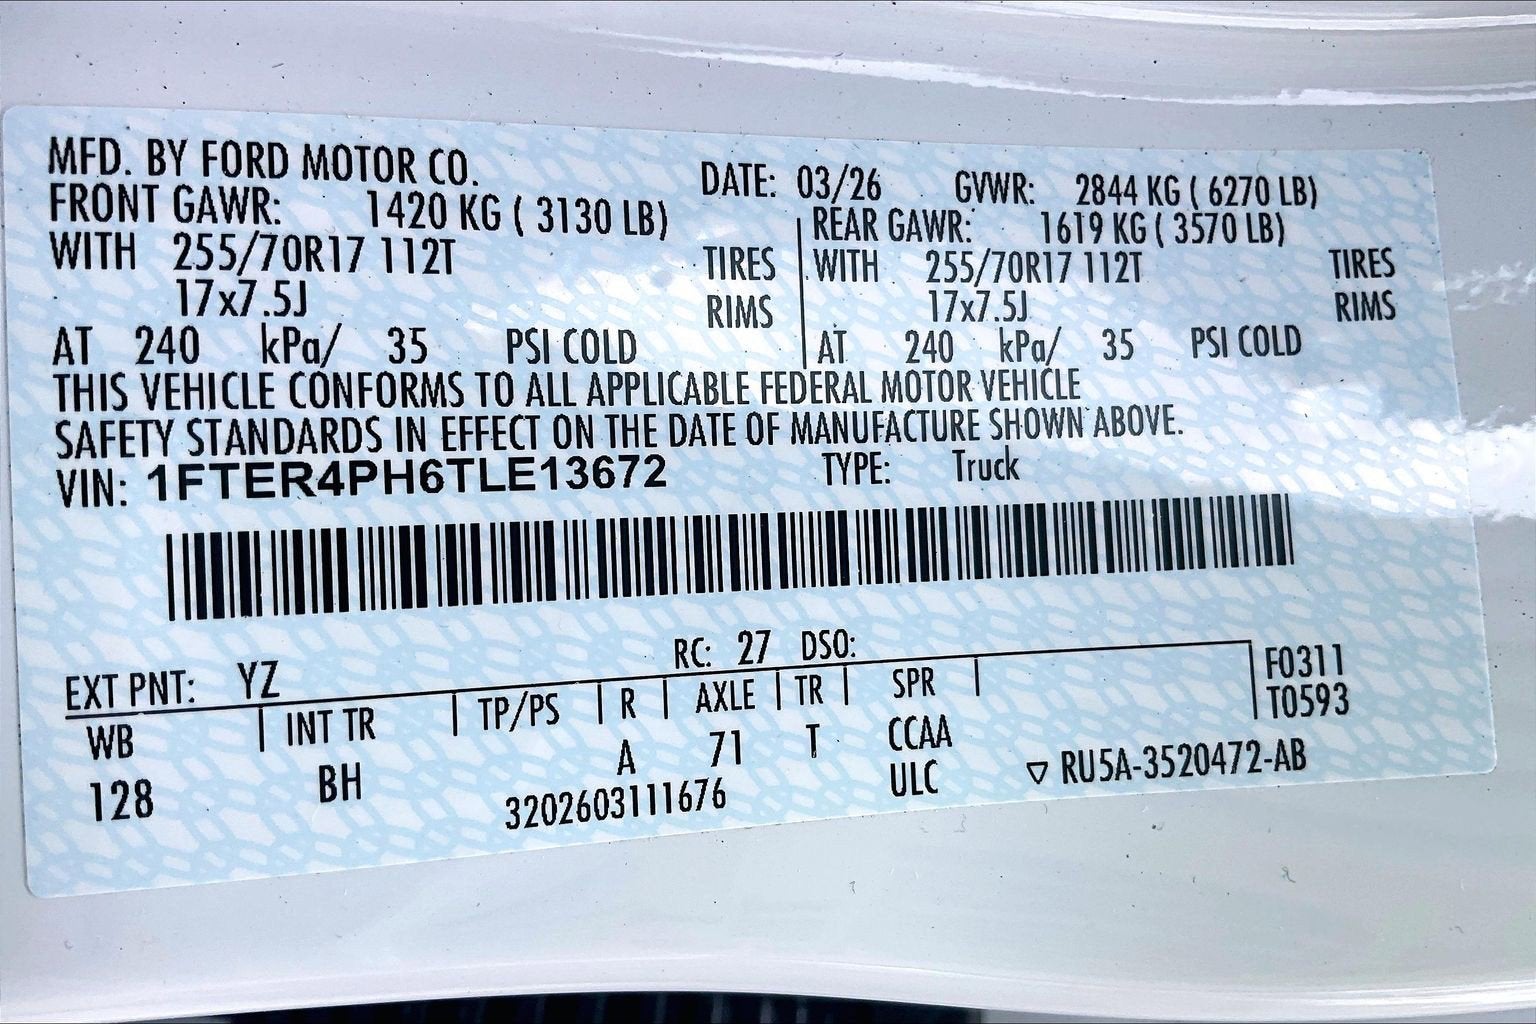 MFD. BY FORD MOTOR CO.
DATE: 03/26 GVWR: 2844 KG ( 6270 LB)
FRONT GAWR: 1420 KG ( 3130 LB)
WITH 255/70R17 112T TIRES
17x7.5J RIMS
AT 240 kPa/ 35 PSI COLD
REAR GAWR: 1619 KG ( 3570 LB)
WITH 255/70R17 112T TIRES
17x7.5J RIMS
AT 240 kPa/ 35 PSI COLD
THIS VEHICLE CONFORMS TO ALL APPLICABLE FEDERAL MOTOR VEHICLE
SAFETY STANDARDS IN EFFECT ON THE DATE OF MANUFACTURE SHOWN ABOVE.
VIN: 1FTER4PH6TLE13672 TYPE: Truck
EXT PNT: YZ RC: 27 DSO:
WB INT TR TP/PS R AXLE TR SPR
128 BH A 71 T CCAA
ULC
3202603111676
F0311
T0593
▽ RU5A-3520472-AB